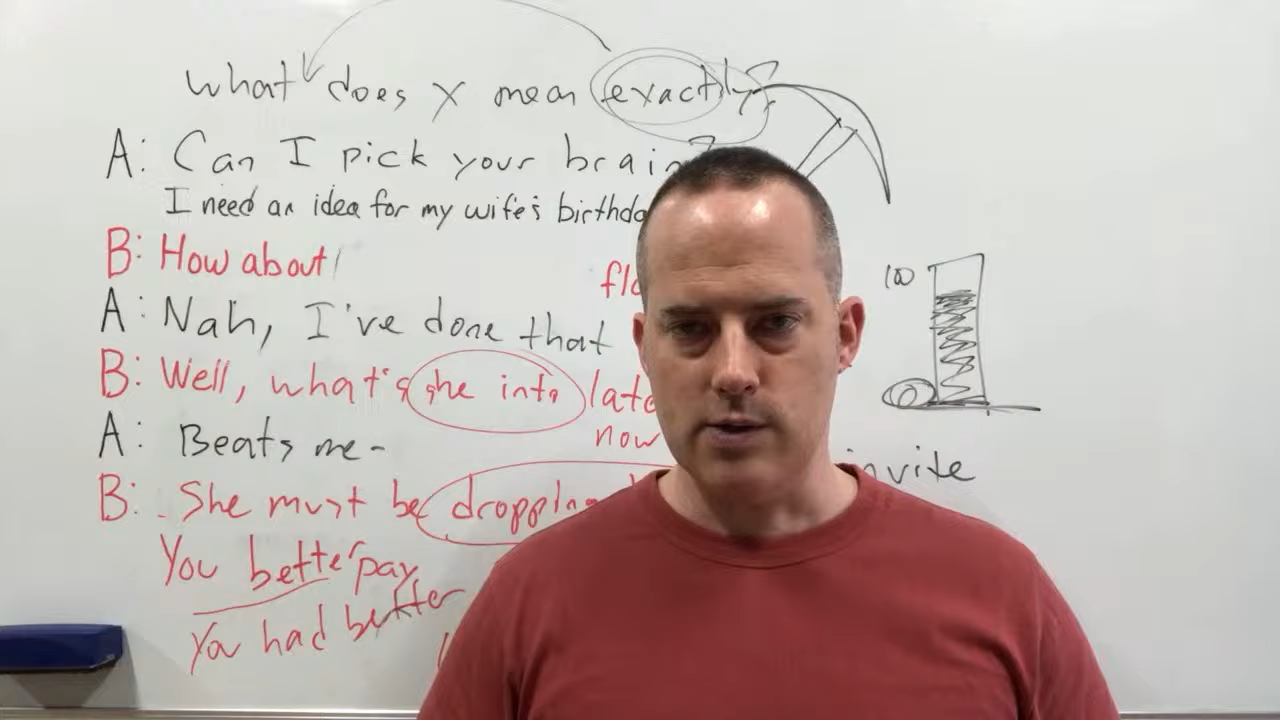 what does x mean exactly?
A: Can I pick your brain?
I need an idea for my wife's
B: How about
A: Nah, I've done that
B: Well, what's she into
now
A: Beats me-
B: She must be dropping
You better pay
You had better
100
invite